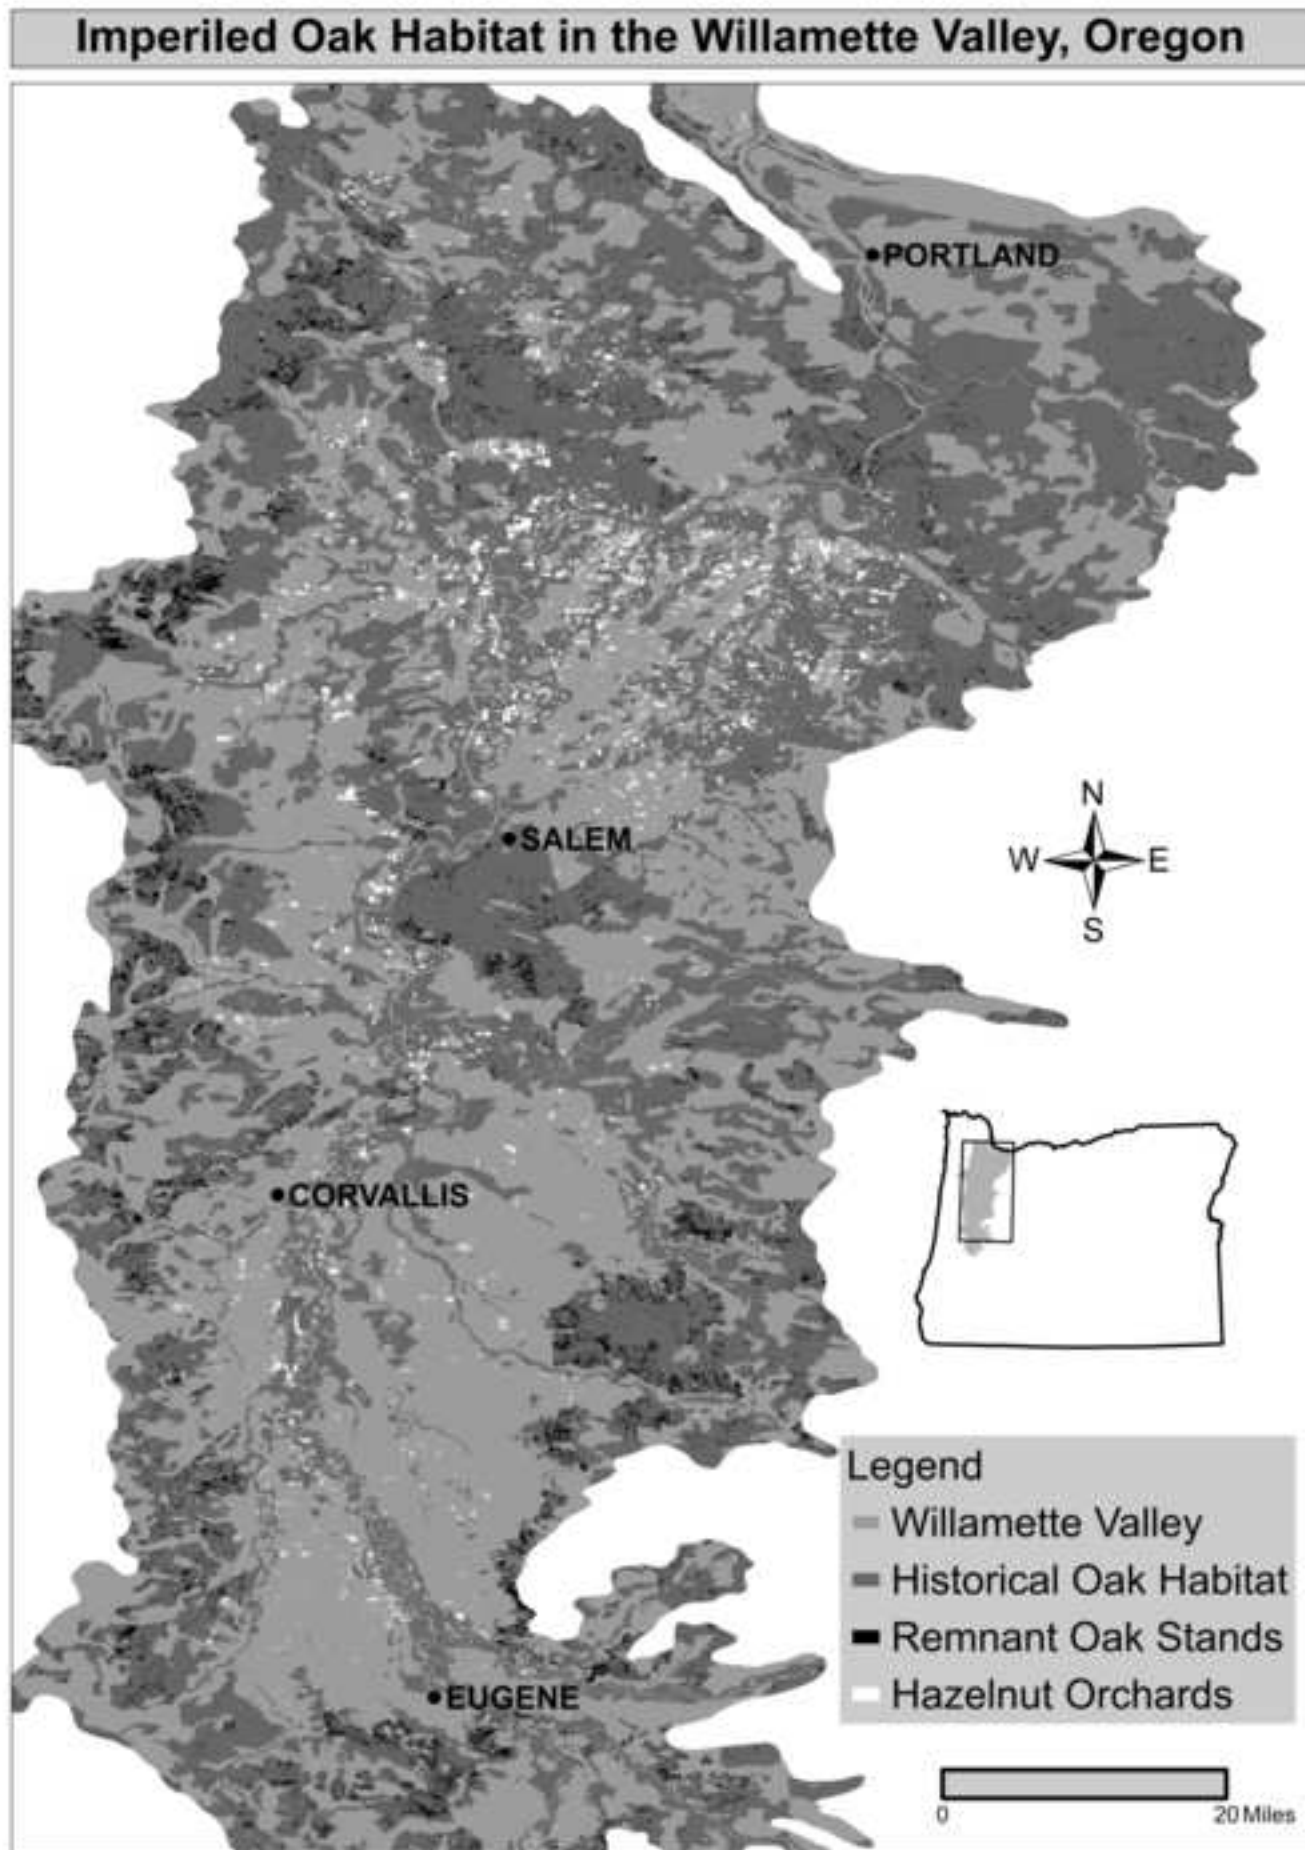 Imperiled Oak Habitat in the Willamette Valley, Oregon
PORTLAND
SALEM
N
W E
S
CORVALLIS
EUGENE
Legend
Willamette Valley
Historical Oak Habitat
Remnant Oak Stands
Hazelnut Orchards
0 20 Miles